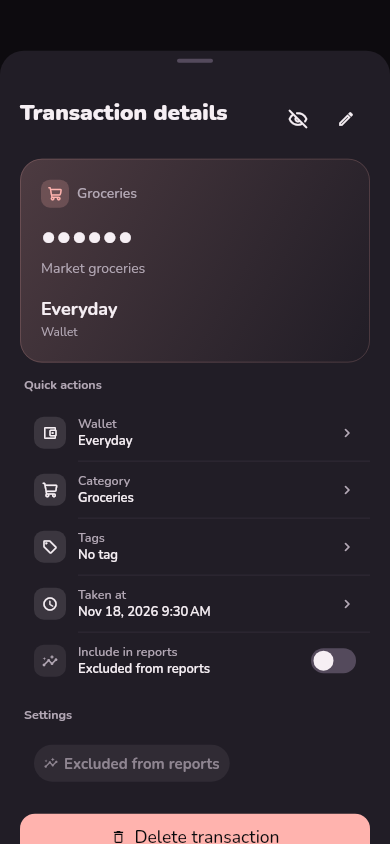 Transaction details
Groceries
●●●●●●
Market groceries
Everyday
Wallet
Quick actions
Wallet
Everyday
Category
Groceries
Tags
No tag
Taken at
Nov 18, 2026 9:30 AM
Include in reports
Excluded from reports
Settings
Excluded from reports
Delete transaction